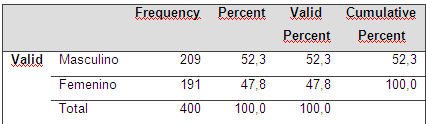 Frequency Percent Valid Percent Cumulative Percent
Valid Masculino 209 52,3 52,3 52,3
Femenino 191 47,8 47,8 100,0
Total 400 100,0 100,0